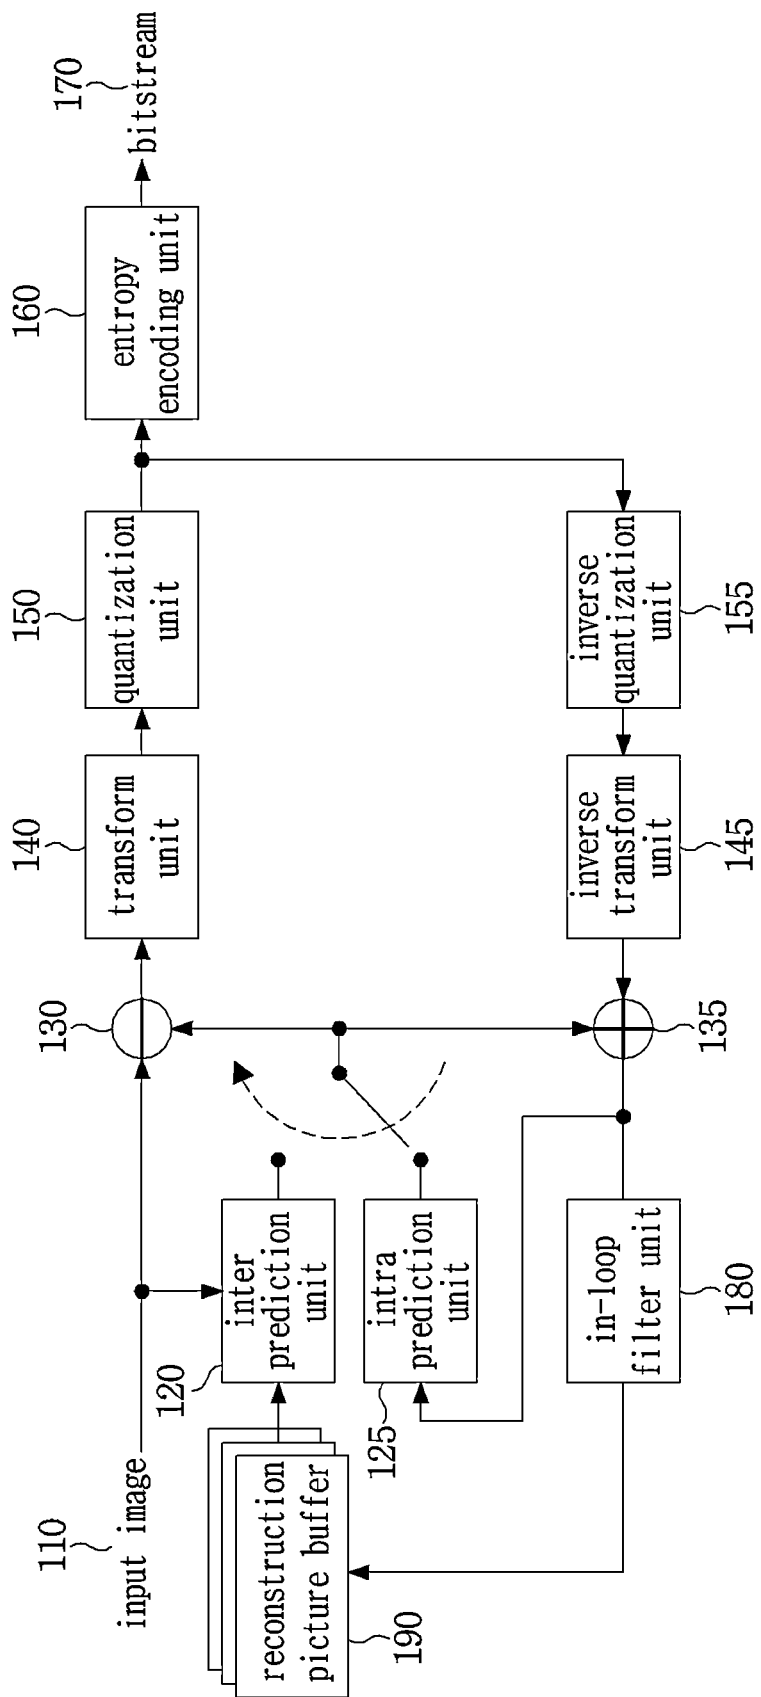 110
input image
130
140
transform
unit
150
quantization
unit
160
entropy
encoding unit
170
bitstream
120
inter
prediction
unit
125
intra
prediction
unit
190
reconstruction
picture buffer
180
in-loop
filter unit
135
145
inverse
transform
unit
155
inverse
quantization
unit